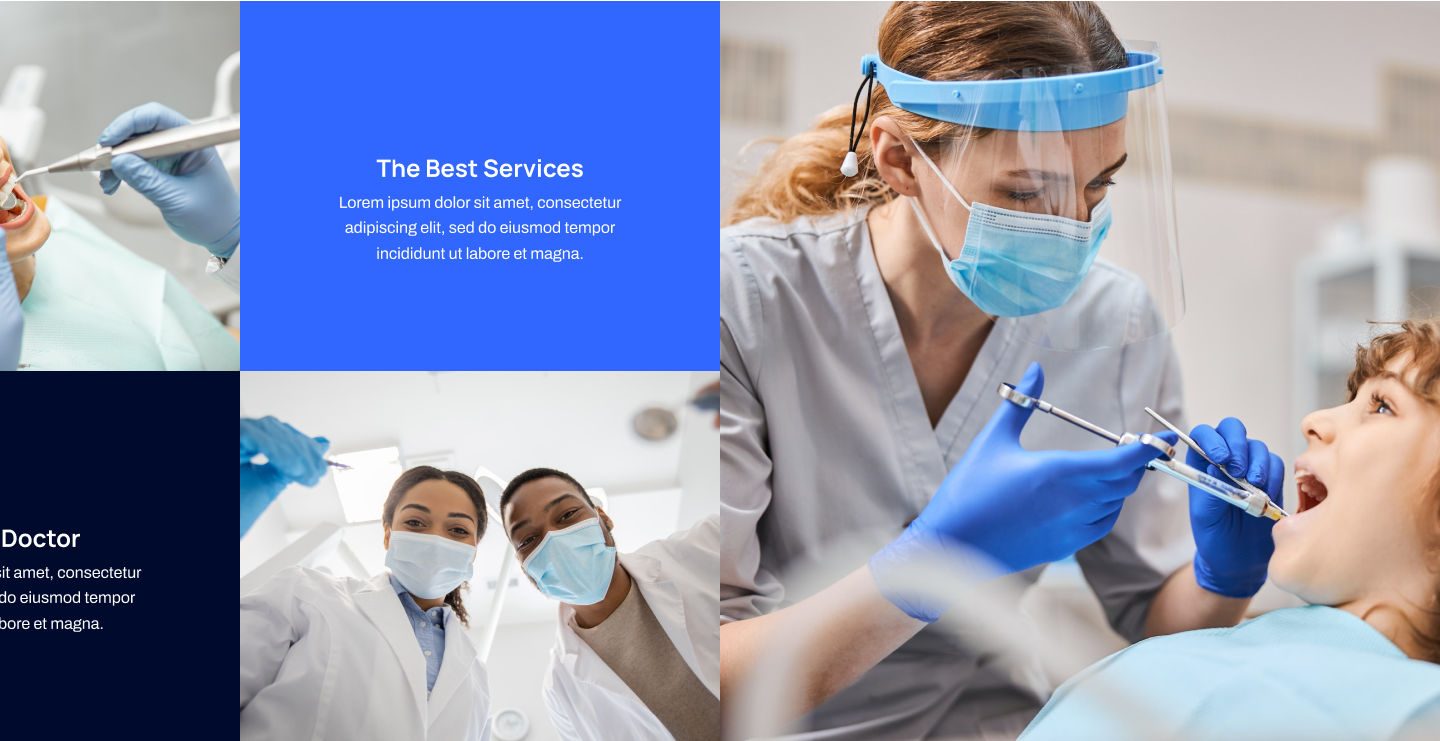 The Best Services
Lorem ipsum dolor sit amet, consectetur
adipiscing elit, sed do eiusmod tempor
incididunt ut labore et magna.
Doctor
sit amet, consectetur
do eiusmod tempor
et magna.